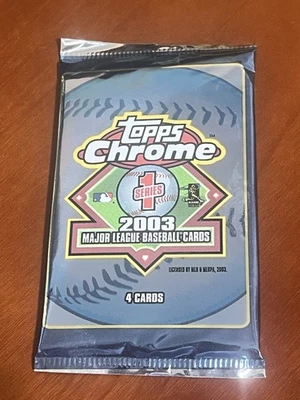 Topps
Chrome
SERIES
1
2003
MAJOR LEAGUE BASEBALL CARDS
LICENSED BY MLB & MLBPA, 2003.
4 CARDS